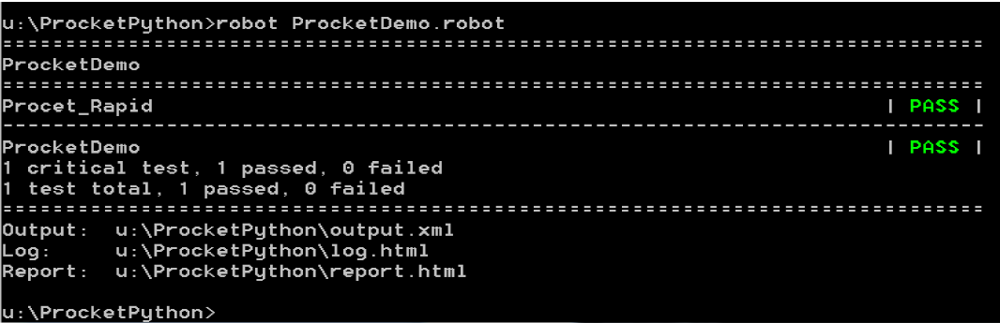 u:\ProcketPython>robot ProcketDemo.robot
==============================================================================
ProcketDemo
==============================================================================
Procet_Rapid | PASS |
------------------------------------------------------------------------------
ProcketDemo | PASS |
1 critical test, 1 passed, 0 failed
1 test total, 1 passed, 0 failed
==============================================================================
Output: u:\ProcketPython\output.xml
Log: u:\ProcketPython\log.html
Report: u:\ProcketPython\report.html
u:\ProcketPython>